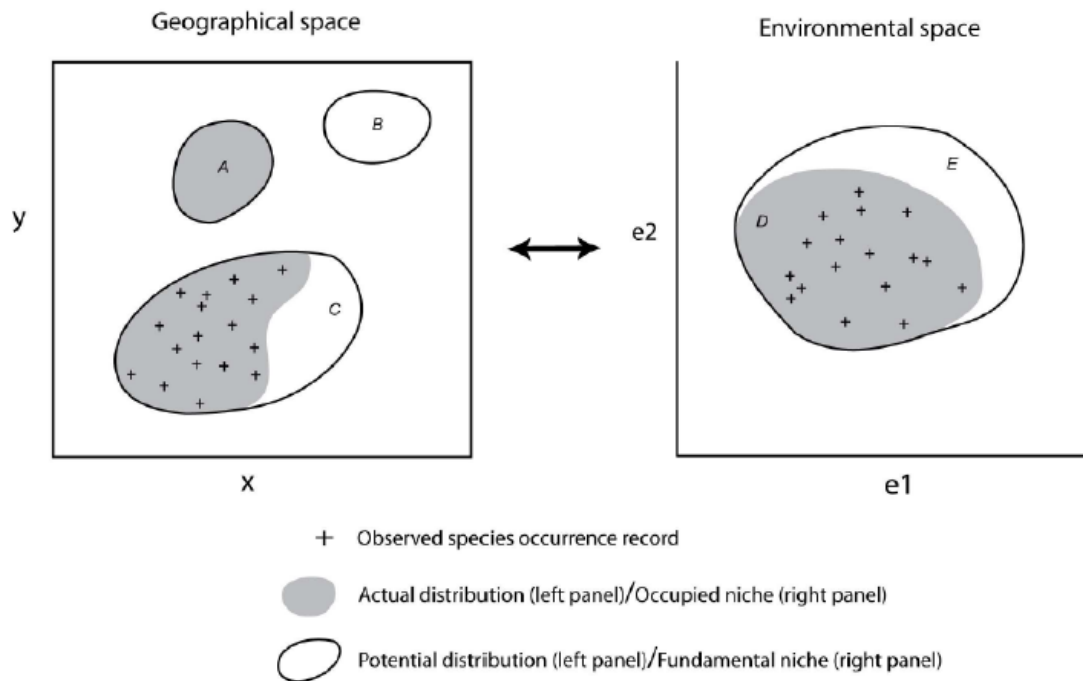 Geographical space
Environmental space
A
B
C
y
x
D
E
e2
e1
+ Observed species occurrence record
Actual distribution (left panel)/Occupied niche (right panel)
Potential distribution (left panel)/Fundamental niche (right panel)